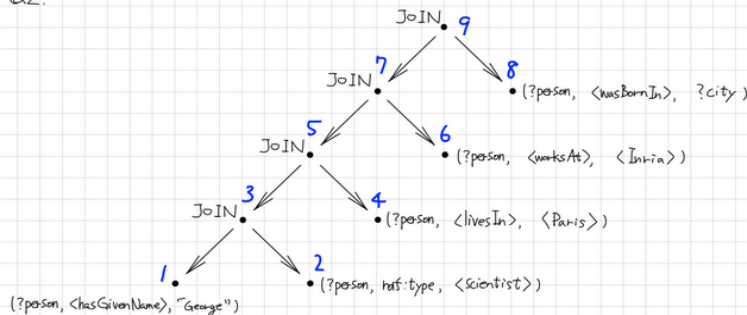 Q2.
JOIN 9
7
JOIN
8
(?person, <wasBornIn>, ?city)
5
JOIN
6
(?person, <worksAt>, <Inria>)
3
JOIN
4
(?person, <livesIn>, <Paris>)
1
2
(?person, rdf:type, <Scientist>)
(?person, <hasGivenName>, "George")